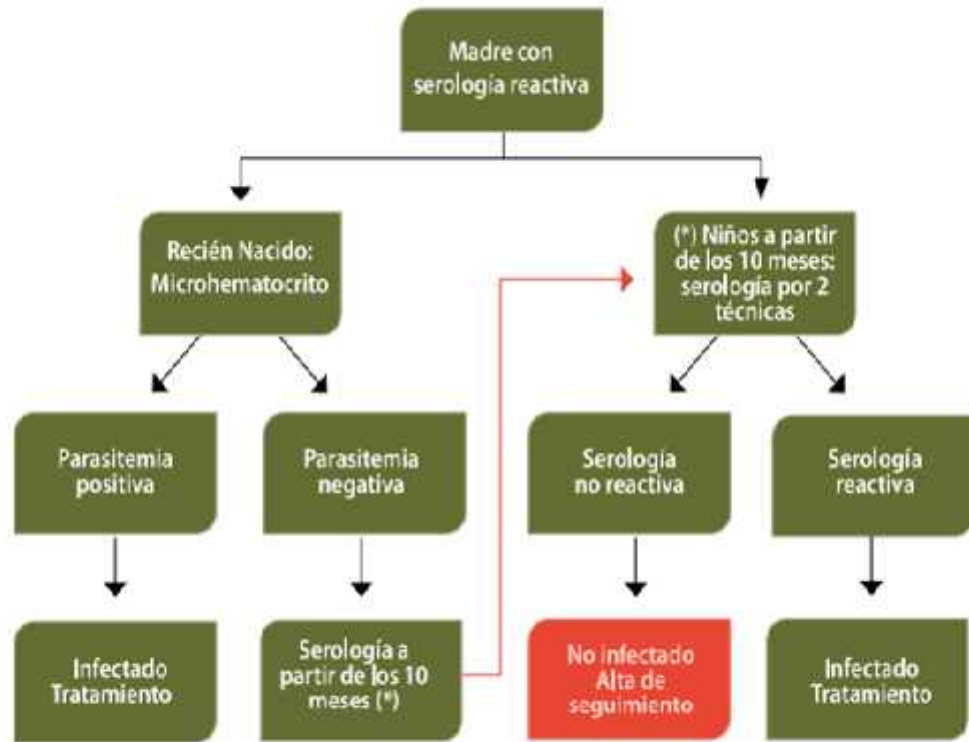 Madre con
serología reactiva
Recién Nacido:
Microhematocrito
(*) Niños a partir
de los 10 meses:
serología por 2
técnicas
Parasitemia
positiva
Parasitemia
negativa
Serología
no reactiva
Serología
reactiva
Infectado
Tratamiento
Serología a
partir de los 10
meses (*)
No infectado
Alta de
seguimiento
Infectado
Tratamiento